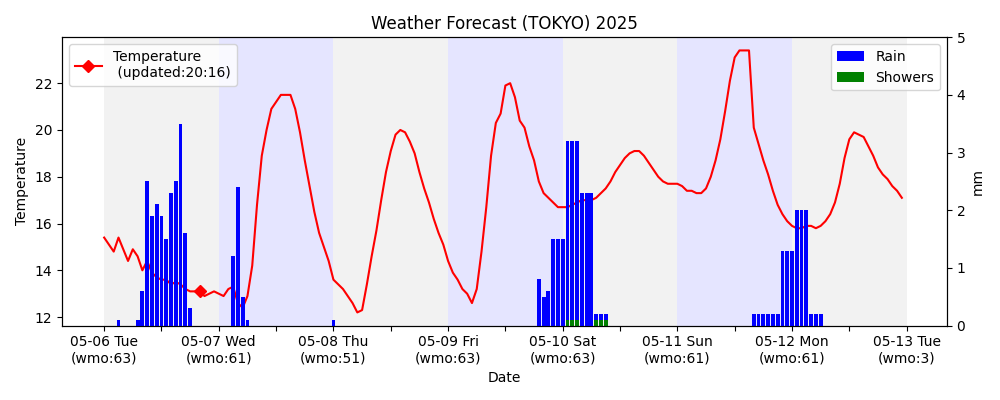 Weather Forecast (TOKYO) 2025
Temperature
(updated:20:16)
Rain
Showers
Temperature
22
20
18
16
14
12
5
4
3
2
1
0
mm
05-06 Tue
(wmo:63)
05-07 Wed
(wmo:61)
05-08 Thu
(wmo:51)
05-09 Fri
(wmo:63)
05-10 Sat
(wmo:63)
05-11 Sun
(wmo:61)
05-12 Mon
(wmo:61)
05-13 Tue
(wmo:3)
Date